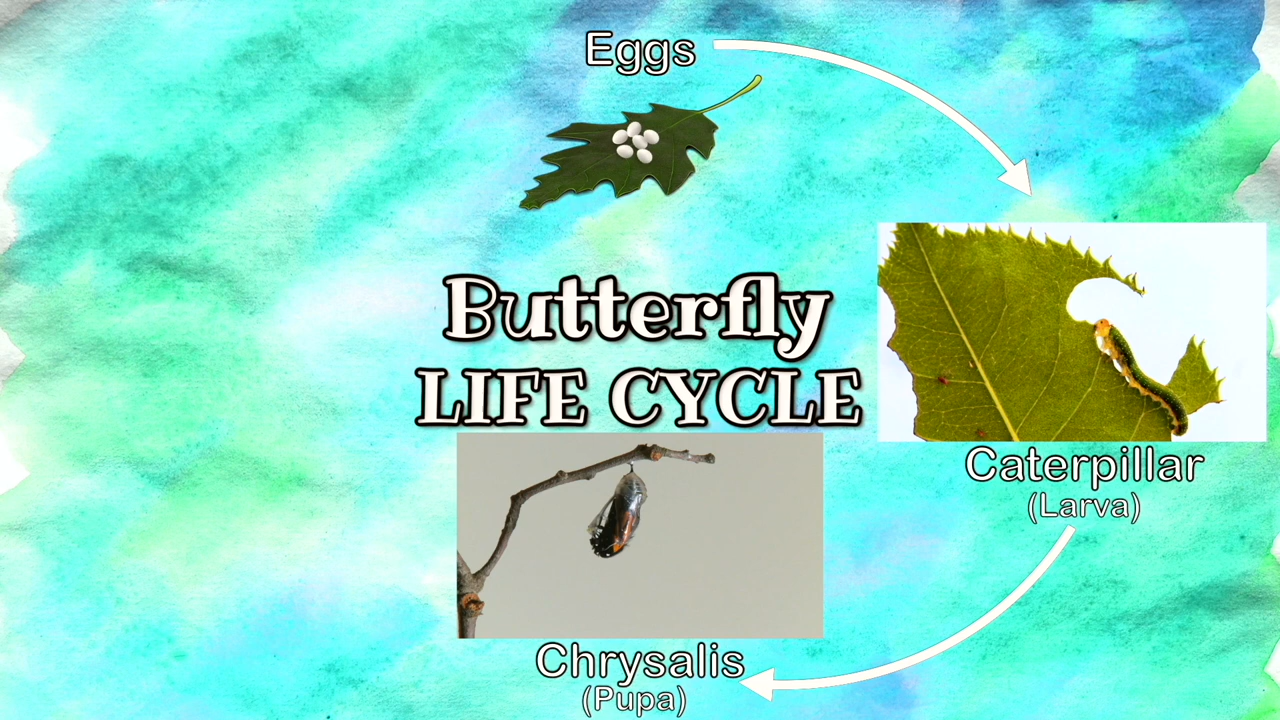 Eggs
Butterfly
LIFE CYCLE
Caterpillar
(Larva)
Chrysalis
(Pupa)